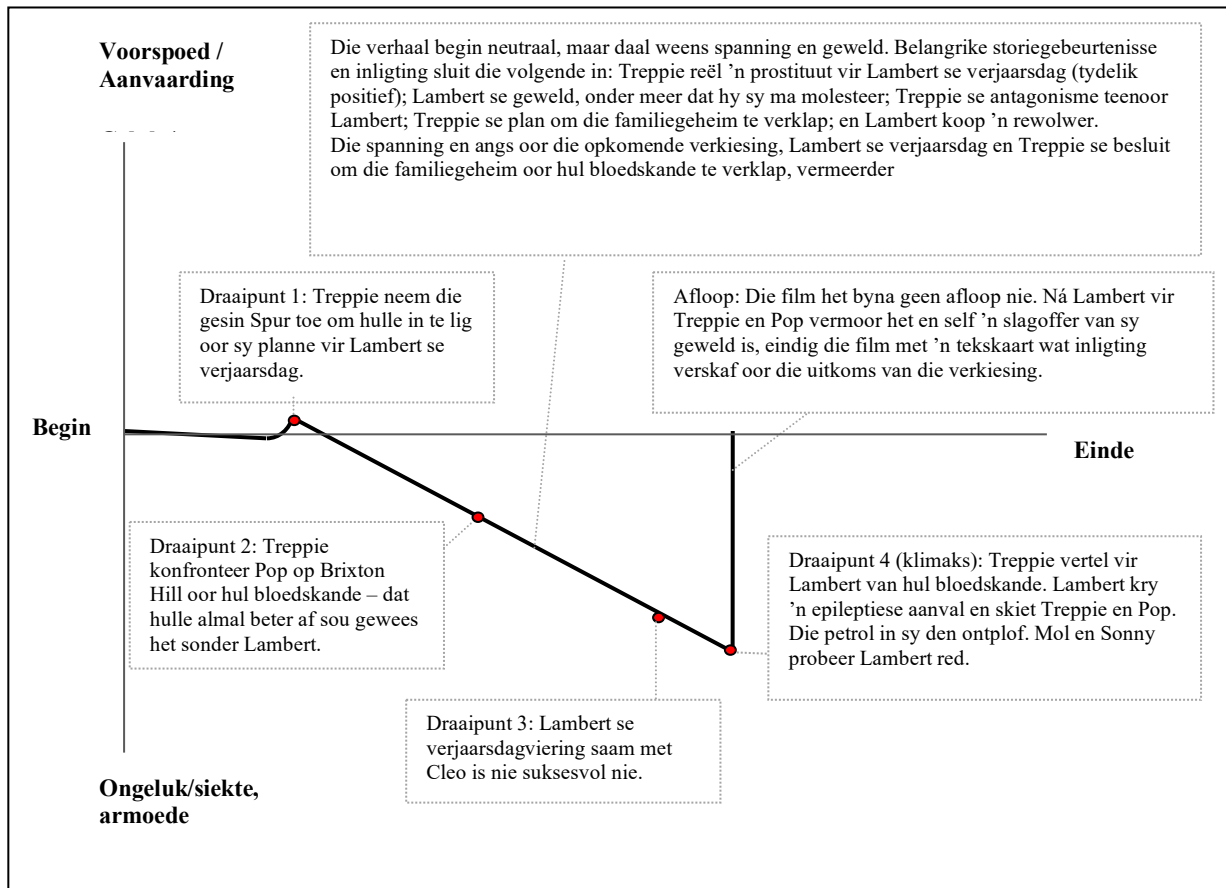 Voorspoed /
Aanvaarding
Die verhaal begin neutraal, maar daal weens spanning en geweld. Belangrike storiegebeurtenisse
en inligting sluit die volgende in: Treppie reël ’n prostituut vir Lambert se verjaarsdag (tydelik
positief); Lambert se geweld, onder meer dat hy sy ma molesteer; Treppie se antagonisme teenoor
Lambert; Treppie se plan om die familiegeheim te verklap; en Lambert koop ’n rewolwer.
Die spanning en angs oor die opkomende verkiesing, Lambert se verjaarsdag en Treppie se besluit
om die familiegeheim oor hul bloedskande te verklap, vermeerder
Draaipunt 1: Treppie neem die
gesin Spur toe om hulle in te lig
oor sy planne vir Lambert se
verjaarsdag.
Afloop: Die film het byna geen afloop nie. Ná Lambert vir
Treppie en Pop vermoor het en self ’n slagoffer van sy
geweld is, eindig die film met ’n tekskaart wat inligting
verskaf oor die uitkoms van die verkiesing.
Begin
Einde
Draaipunt 2: Treppie
konfronteer Pop op Brixton
Hill oor hul bloedskande – dat
hulle almal beter af sou gewees
het sonder Lambert.
Draaipunt 4 (klimaks): Treppie vertel vir
Lambert van hul bloedskande. Lambert kry
’n epileptiese aanval en skiet Treppie en Pop.
Die petrol in sy den ontplof. Mol en Sonny
probeer Lambert red.
Draaipunt 3: Lambert se
verjaarsdagviering saam met
Cleo is nie suksesvol nie.
Ongeluk/siekte,
armoede